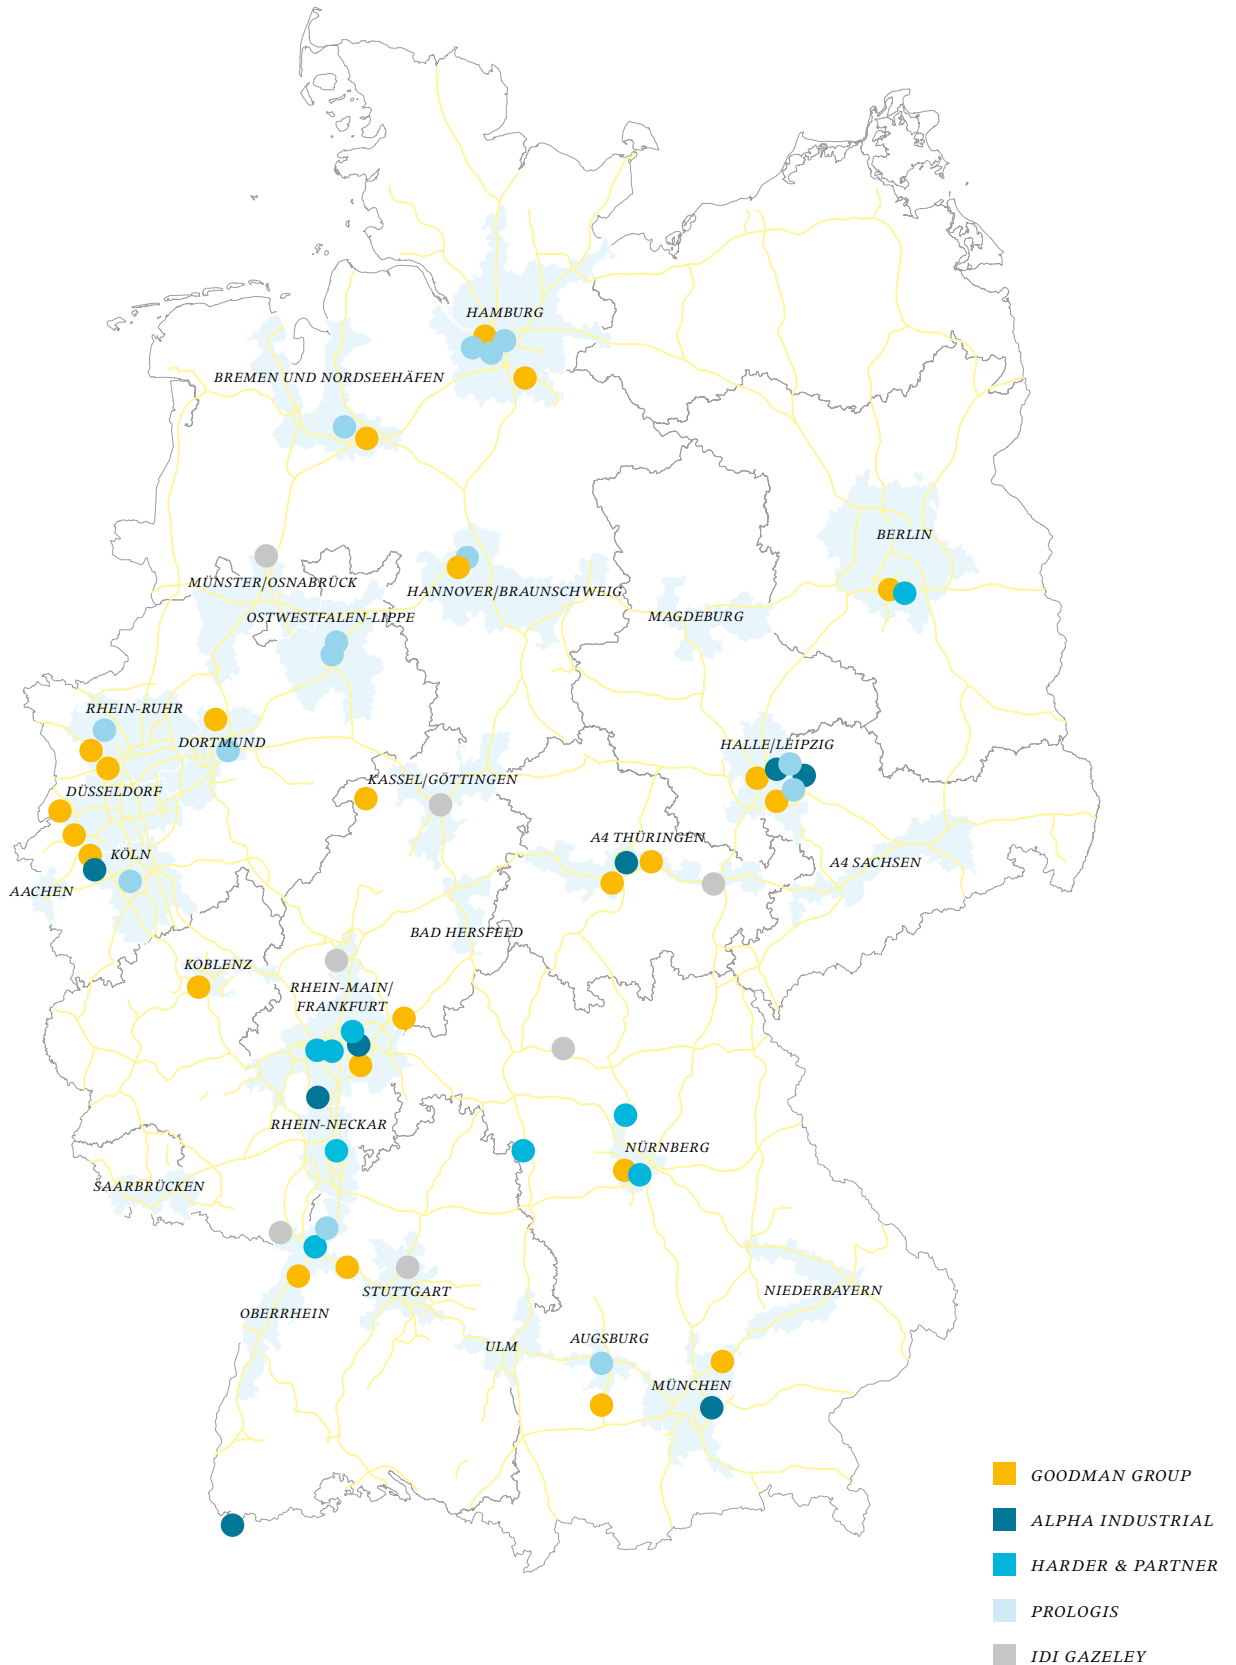 HAMBURG
BREMEN UND NORDSEEHÄFEN
BERLIN
MÜNSTER/OSNABRÜCK
HANNOVER/BRAUNSCHWEIG
OSTWESTFALEN-LIPPE
MAGDEBURG
RHEIN-RUHR
DORTMUND
HALLE/LEIPZIG
KASSEL/GÖTTINGEN
DÜSSELDORF
A4 THÜRINGEN
KÖLN
A4 SACHSEN
AACHEN
BAD HERSFELD
KOBLENZ
RHEIN-MAIN/
FRANKFURT
RHEIN-NECKAR
NÜRNBERG
SAARBRÜCKEN
STUTTGART
NIEDERBAYERN
OBERRHEIN
AUGSBURG
ULM
MÜNCHEN
GOODMAN GROUP
ALPHA INDUSTRIAL
HARDER & PARTNER
PROLOGIS
IDI GAZELEY